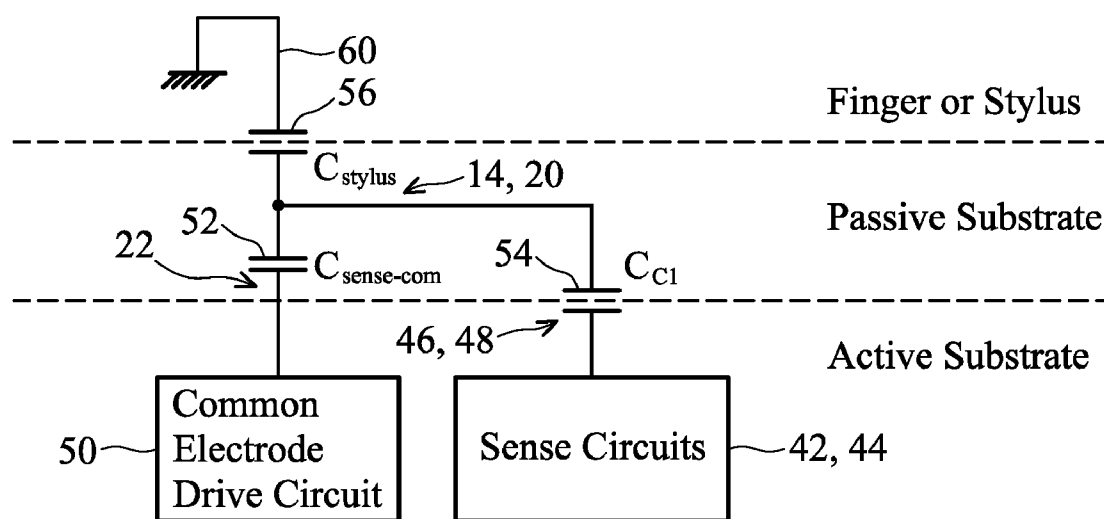 60
56
Finger or Stylus
C_stylus
14, 20
Passive Substrate
52
22
C_sense-com
54
C_C1
46, 48
Active Substrate
50
Common
Electrode
Drive Circuit
Sense Circuits
42, 44